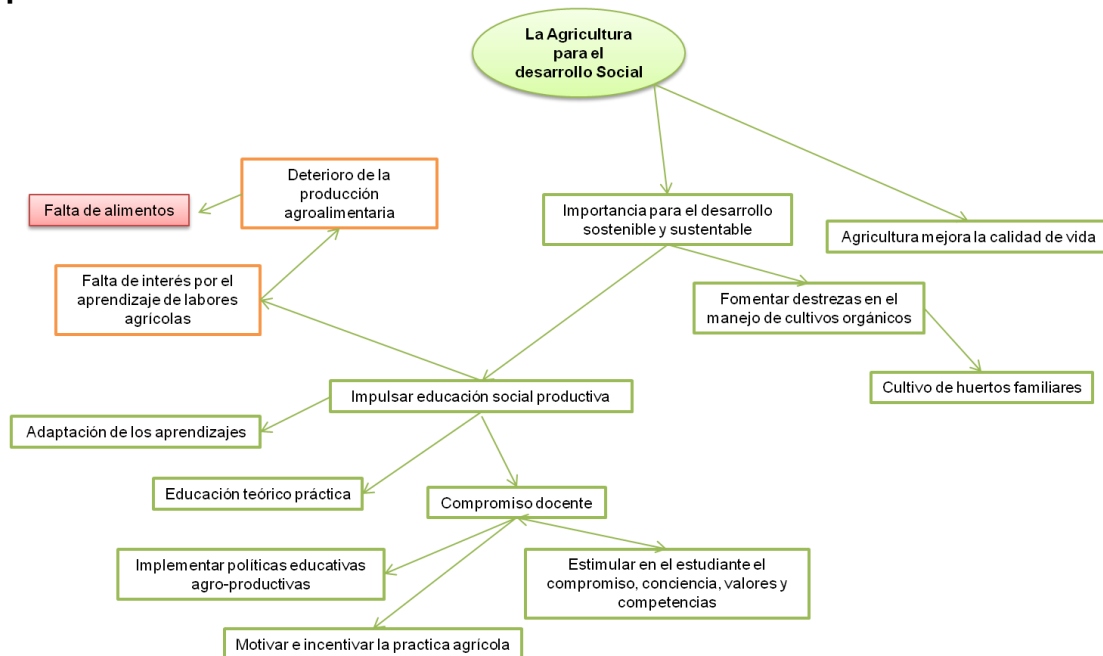 La Agricultura
para el
desarrollo Social
Deterioro de la
producción
agroalimentaria
Falta de alimentos
Importancia para el desarrollo
sostenible y sustentable
Agricultura mejora la calidad de vida
Falta de interés por el
aprendizaje de labores
agrícolas
Fomentar destrezas en el
manejo de cultivos orgánicos
Cultivo de huertos familiares
Impulsar educación social productiva
Adaptación de los aprendizajes
Educación teórico práctica
Compromiso docente
Implementar políticas educativas
agro-productivas
Estimular en el estudiante el
compromiso, conciencia, valores y
competencias
Motivar e incentivar la practica agrícola